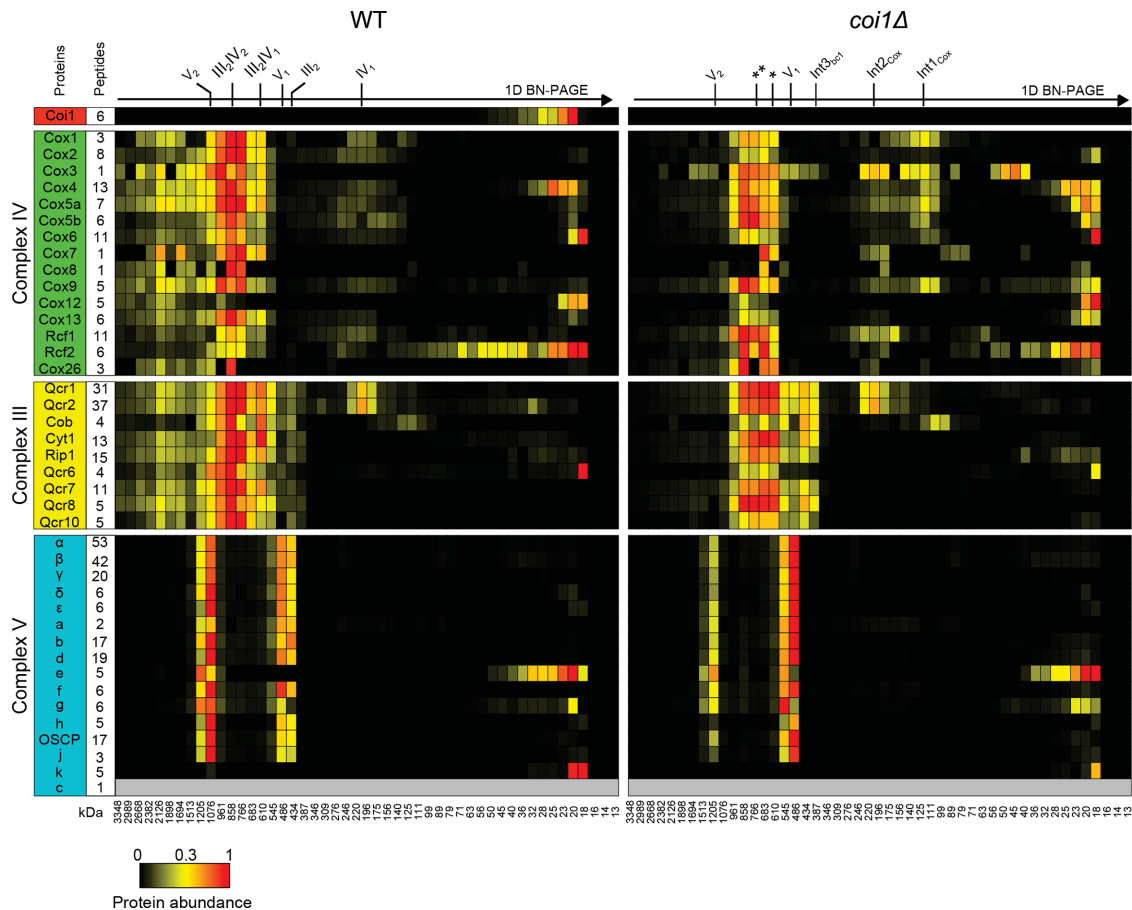 WT
coi1Δ
Proteins
Peptides
V2
III2IV2
III2IV1
V1
III2
IV1
V2
**
*
V1
Int3bc1
Int2Cox
Int1Cox
1D BN-PAGE
1D BN-PAGE
Coi1 6
Complex IV
Cox1 3
Cox2 8
Cox3 1
Cox4 13
Cox5a 7
Cox5b 6
Cox6 11
Cox7 1
Cox8 1
Cox9 5
Cox12 5
Cox13 6
Rcf1 11
Rcf2 6
Cox26 3
Complex III
Qcr1 31
Qcr2 37
Cob 4
Cyt1 13
Rip1 15
Qcr6 4
Qcr7 11
Qcr8 5
Qcr10 5
Complex V
α 53
β 42
γ 20
δ 6
ε 6
a 2
b 17
d 19
e 5
f 6
g 6
h 5
OSCP 17
j 3
k 5
c 1
kDa
3348 2989 2668 2382 2126 1898 1694 1513 1205 1076 961 858 766 683 610 545 486 434 387 346 309 276 246 220 196 175 156 140 125 111 99 89 79 71 63 56 50 45 40 36 32 28 25 23 20 18 16 14 13
3348 2989 2668 2382 2126 1898 1694 1513 1205 1076 961 858 766 683 610 545 486 434 387 346 309 276 246 220 196 175 156 140 125 111 99 89 79 71 63 56 50 45 40 36 32 28 25 23 20 18 16 14 13
0 0.3 1
Protein abundance